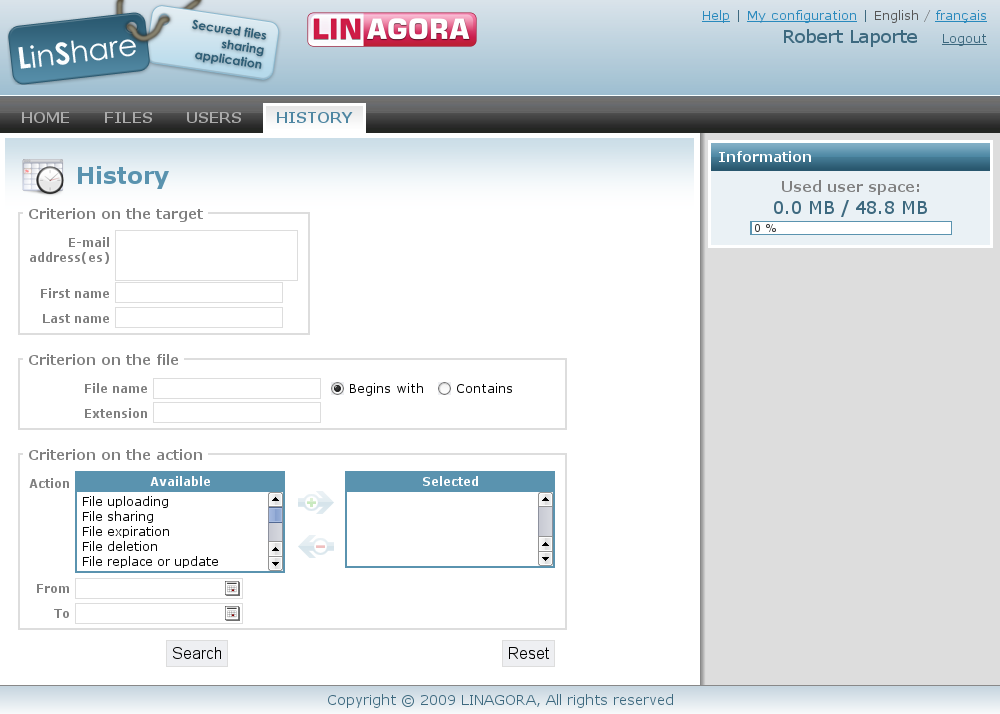 LinShare
Secured files
sharing
application
LINAGORA
Help | My configuration | English / français
Robert Laporte Logout
HOME FILES USERS HISTORY
History
Criterion on the target
E-mail
address(es)
First name
Last name
Criterion on the file
File name Begins with Contains
Extension
Criterion on the action
Action Available Selected
File uploading
File sharing
File expiration
File deletion
File replace or update
From
To
Search Reset
Information
Used user space:
0.0 MB / 48.8 MB
0 %
Copyright © 2009 LINAGORA, All rights reserved